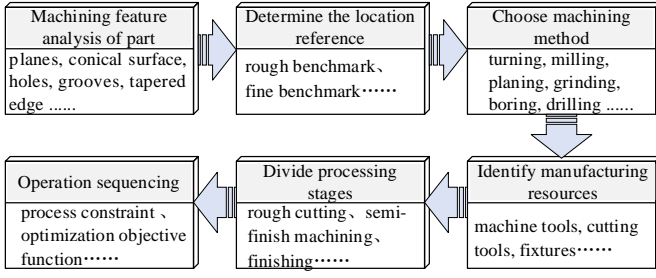 Machining feature
analysis of part
planes, conical surface,
holes, grooves, tapered
edge ......
Determine the location
reference
rough benchmark、
fine benchmark······
Choose machining
method
turning, milling,
planing, grinding,
boring, drilling ......
Identify manufacturing
resources
machine tools, cutting
tools, fixtures······
Divide processing
stages
rough cutting、semi-
finish machining、
finishing······
Operation sequencing
process constraint 、
optimization objective
function······